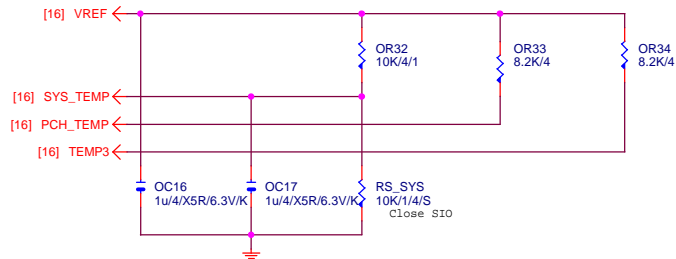 [16] VREF
OR32
10K/4/1
OR33
8.2K/4
OR34
8.2K/4
[16] SYS_TEMP
[16] PCH_TEMP
[16] TEMP3
OC16
1u/4/X5R/6.3V/K
OC17
1u/4/X5R/6.3V/K
RS_SYS
10K/1/4/S
Close SIO